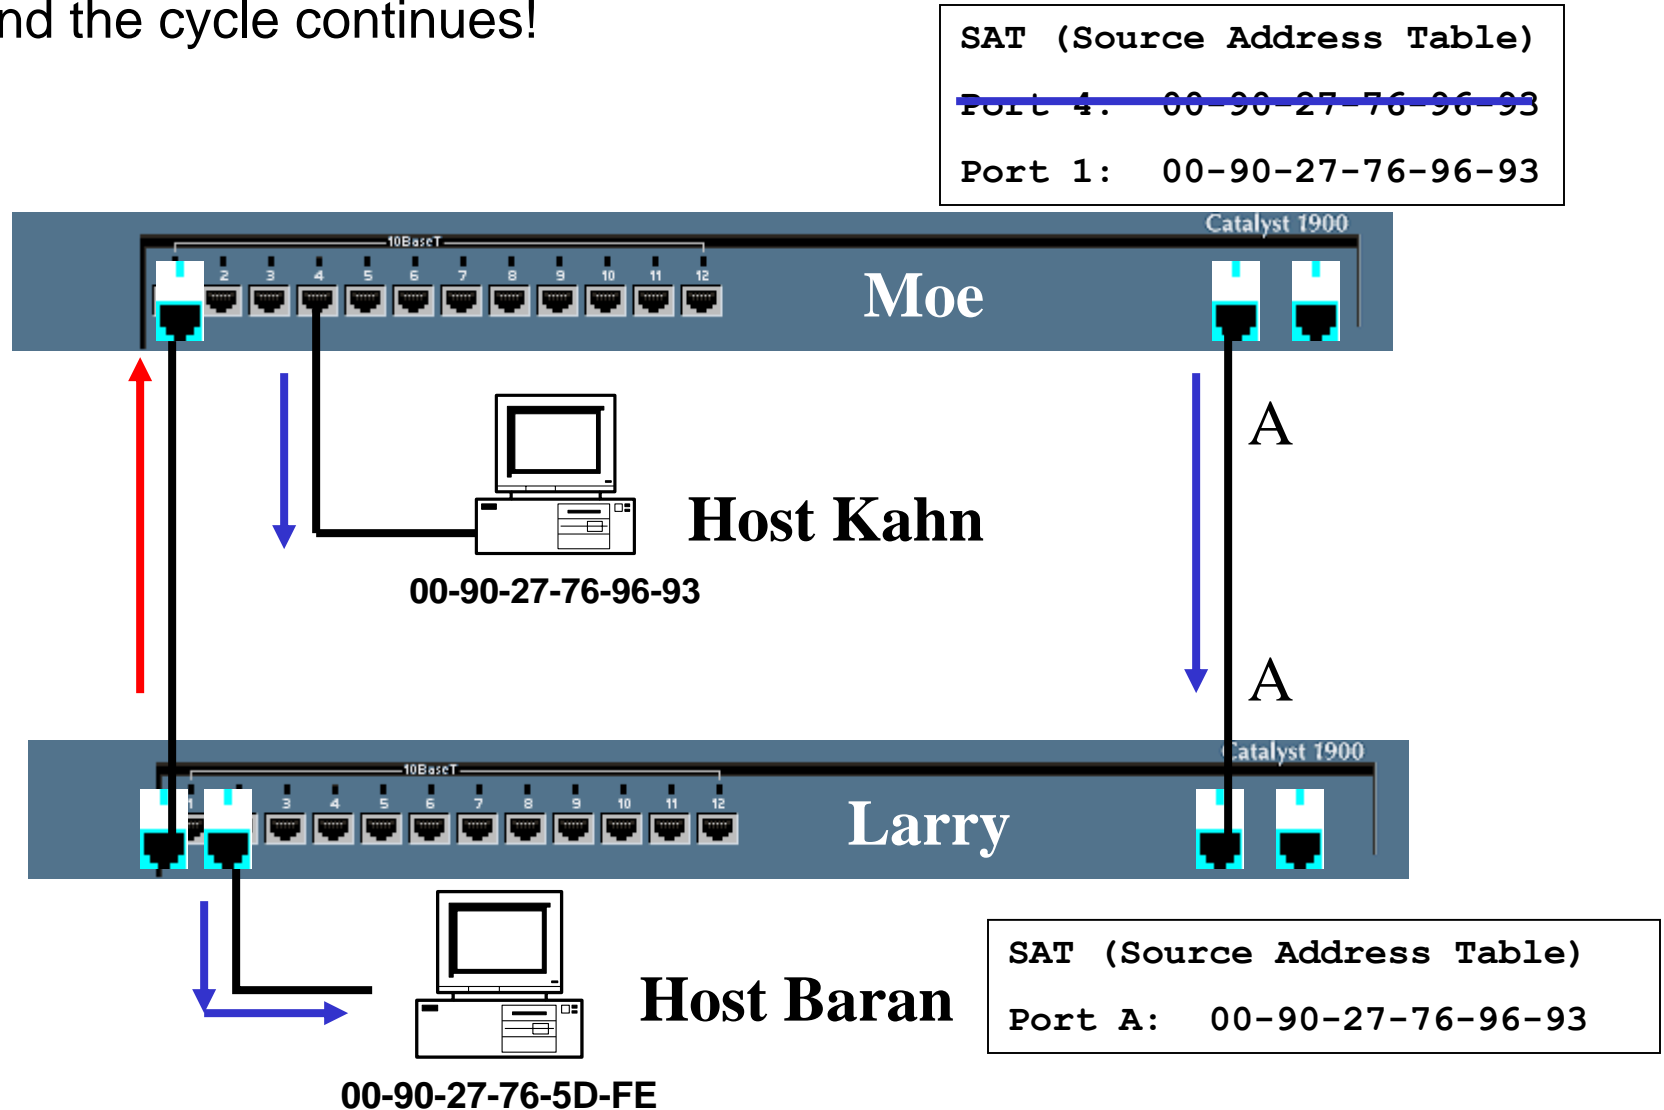 nd the cycle continues!
SAT (Source Address Table)
Port 4: 00-90-27-76-96-93
Port 1: 00-90-27-76-96-93
Catalyst 1900
10BaseT
2 3 4 5 6 7 8 9 10 11 12
Moe
A
Host Kahn
00-90-27-76-96-93
A
Catalyst 1900
10BaseT
1 3 4 5 6 7 8 9 10 11 12
Larry
SAT (Source Address Table)
Host Baran
Port A: 00-90-27-76-96-93
00-90-27-76-5D-FE